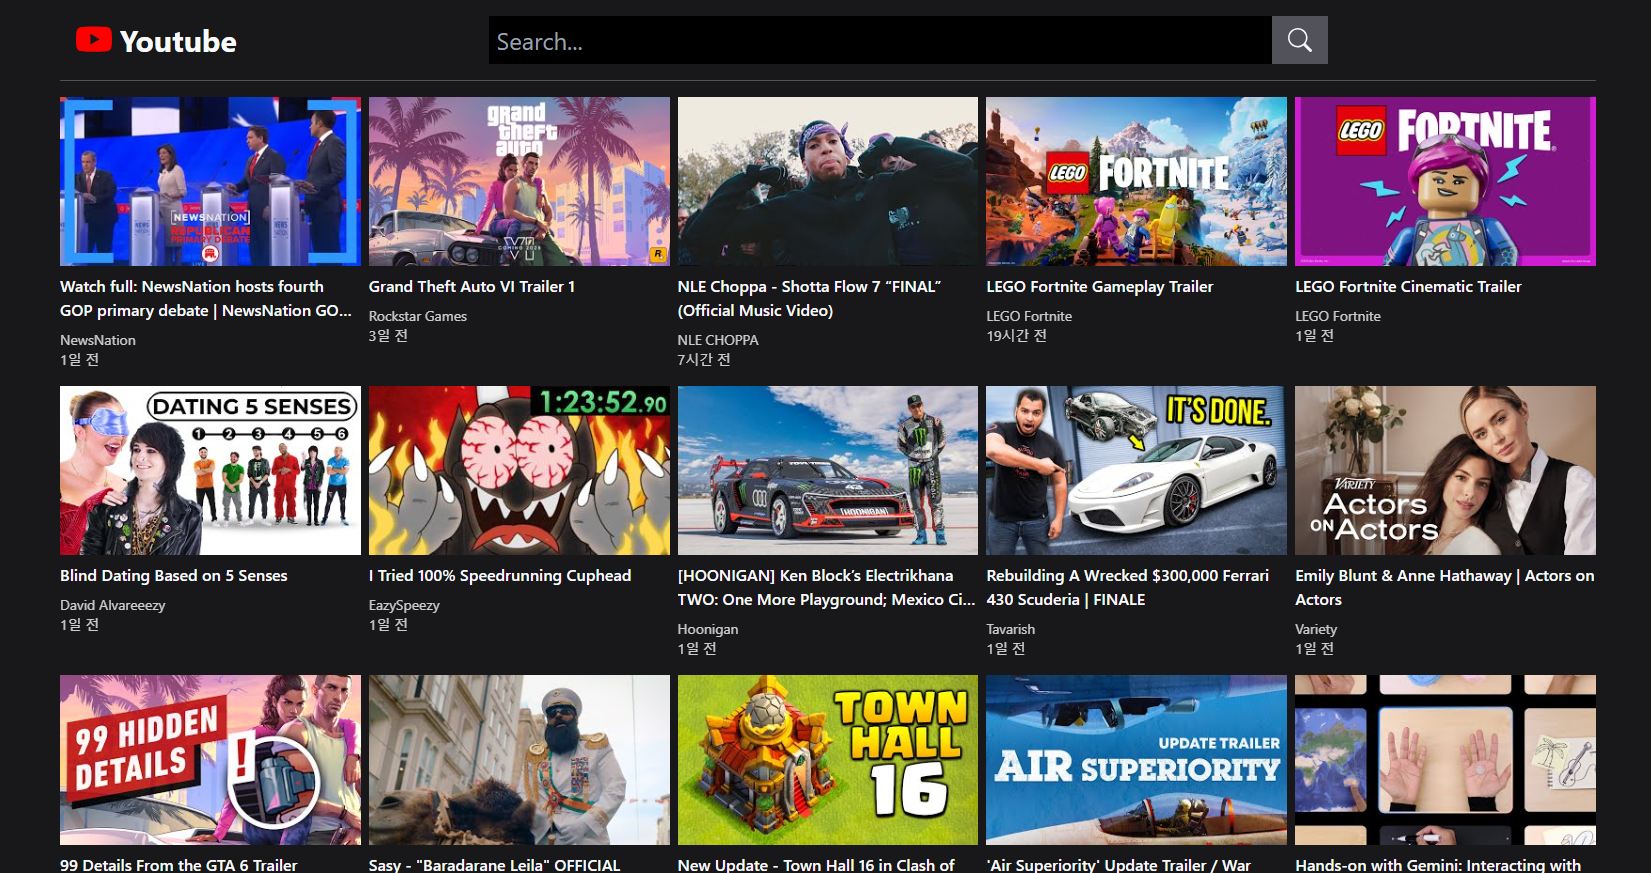 Youtube
Search...
NEWSNATION
REPUBLICAN
PRIMARY DEBATE
LIVE
grand
theft
auto
VI
COMING 2025
R
LEGO FORTNITE
LEGO FORTNITE
Watch full: NewsNation hosts fourth
GOP primary debate | NewsNation GO...
NewsNation
1일 전
Grand Theft Auto VI Trailer 1
Rockstar Games
3일 전
NLE Choppa - Shotta Flow 7 “FINAL”
(Official Music Video)
NLE CHOPPA
7시간 전
LEGO Fortnite Gameplay Trailer
LEGO Fortnite
19시간 전
LEGO Fortnite Cinematic Trailer
LEGO Fortnite
1일 전
DATING 5 SENSES
1 2 3 4 5 6
1:23:52.90
HOONIGAN
IT'S DONE.
VARIETY
Actors
ON Actors
Blind Dating Based on 5 Senses
David Alvareeezy
1일 전
I Tried 100% Speedrunning Cuphead
EazySpeezy
1일 전
[HOONIGAN] Ken Block’s Electrikhana
TWO: One More Playground; Mexico Ci...
Hoonigan
1일 전
Rebuilding A Wrecked $300,000 Ferrari
430 Scuderia | FINALE
Tavarish
1일 전
Emily Blunt & Anne Hathaway | Actors on
Actors
Variety
1일 전
99 HIDDEN
DETAILS
!
TOWN
HALL
16
UPDATE TRAILER
AIR SUPERIORITY
99 Details From the GTA 6 Trailer
Sasy - "Baradarane Leila" OFFICIAL
New Update - Town Hall 16 in Clash of
'Air Superiority' Update Trailer / War
Hands-on with Gemini: Interacting with